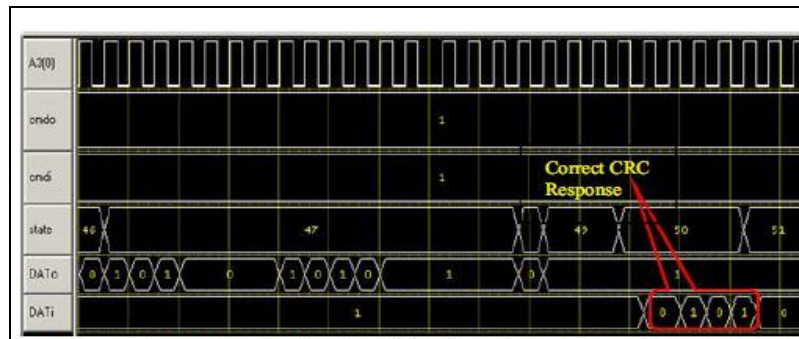 A3(0)
cmdo
1
cmdi
1
Correct CRC
Response
state
46 47 49 50 51
DATo
0 1 0 1 0 1 0 1 0 1 0 1
DATi
1 0 1 0 1 0